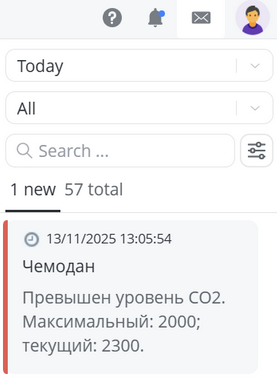 Today
All
Search ...
1 new 57 total
13/11/2025 13:05:54
Чемодан
Превышен уровень CO2.
Максимальный: 2000;
текущий: 2300.